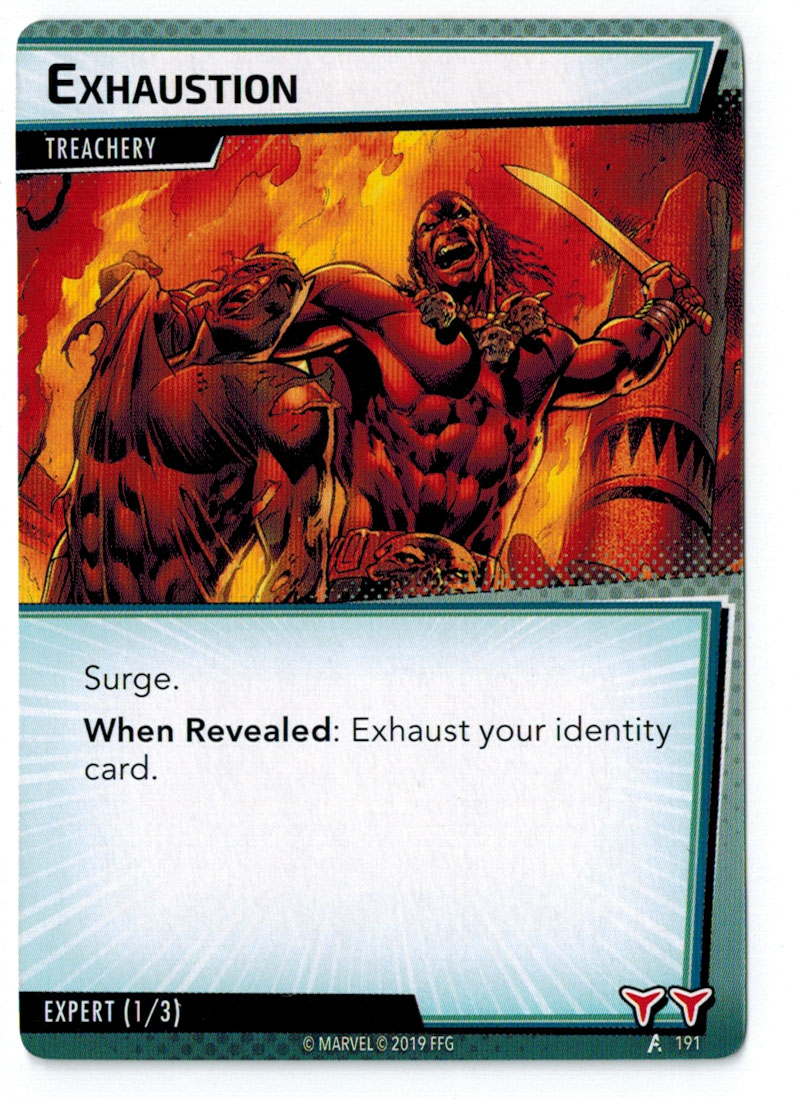 EXHAUSTION
TREACHERY
Surge.
When Revealed: Exhaust your identity
card.
EXPERT (1/3)
© MARVEL © 2019 FFG
191